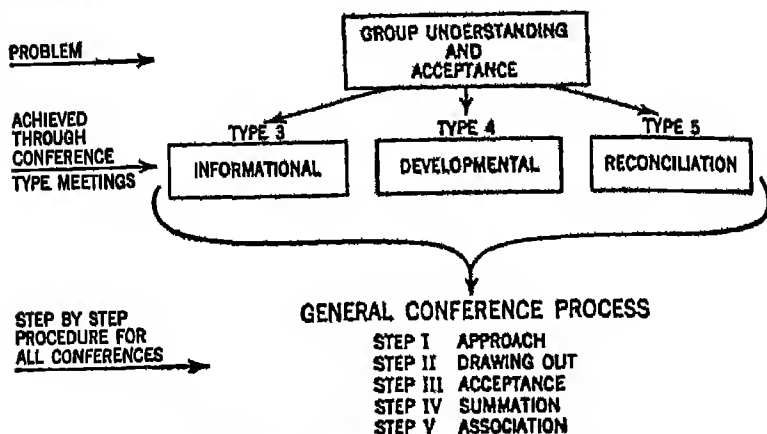 PROBLEM
GROUP UNDERSTANDING
AND
ACCEPTANCE
ACHIEVED
THROUGH
CONFERENCE
TYPE MEETINGS
TYPE 3
INFORMATIONAL
TYPE 4
DEVELOPMENTAL
TYPE 5
RECONCILIATION
STEP BY STEP
PROCEDURE FOR
ALL CONFERENCES
GENERAL CONFERENCE PROCESS
STEP I APPROACH
STEP II DRAWING OUT
STEP III ACCEPTANCE
STEP IV SUMMATION
STEP V ASSOCIATION